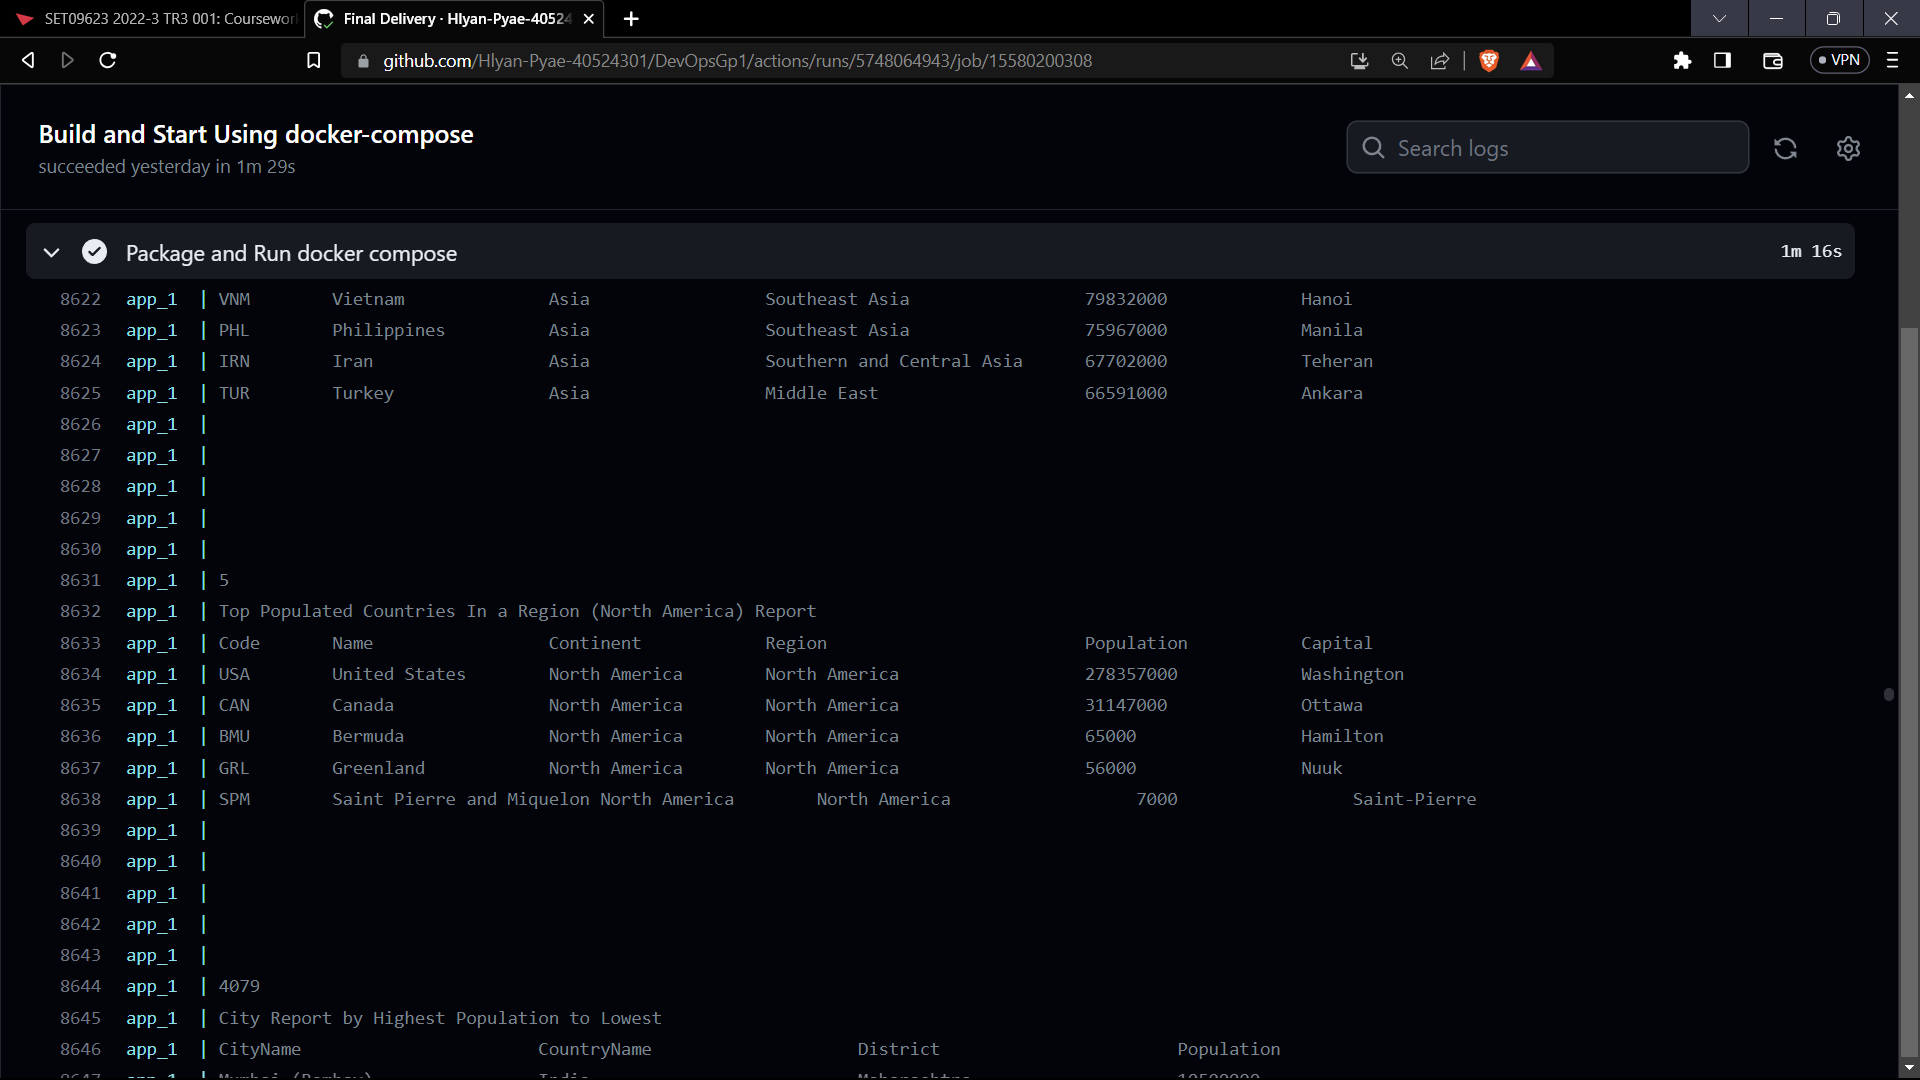 SET09623 2022-3 TR3 001: Coursewor
Final Delivery · Hlyan-Pyae-40524
github.com/Hlyan-Pyae-40524301/DevOpsGp1/actions/runs/5748064943/job/15580200308
VPN
Build and Start Using docker-compose
succeeded yesterday in 1m 29s
Search logs
Package and Run docker compose 1m 16s
8622 app_1 | VNM Vietnam Asia Southeast Asia 79832000 Hanoi
8623 app_1 | PHL Philippines Asia Southeast Asia 75967000 Manila
8624 app_1 | IRN Iran Asia Southern and Central Asia 67702000 Teheran
8625 app_1 | TUR Turkey Asia Middle East 66591000 Ankara
8626 app_1 |
8627 app_1 |
8628 app_1 |
8629 app_1 |
8630 app_1 |
8631 app_1 | 5
8632 app_1 | Top Populated Countries In a Region (North America) Report
8633 app_1 | Code Name Continent Region Population Capital
8634 app_1 | USA United States North America North America 278357000 Washington
8635 app_1 | CAN Canada North America North America 31147000 Ottawa
8636 app_1 | BMU Bermuda North America North America 65000 Hamilton
8637 app_1 | GRL Greenland North America North America 56000 Nuuk
8638 app_1 | SPM Saint Pierre and Miquelon North America North America 7000 Saint-Pierre
8639 app_1 |
8640 app_1 |
8641 app_1 |
8642 app_1 |
8643 app_1 |
8644 app_1 | 4079
8645 app_1 | City Report by Highest Population to Lowest
8646 app_1 | CityName CountryName District Population
8647 app_1 | Mumbai (Bombay) India Maharashtra 10500000